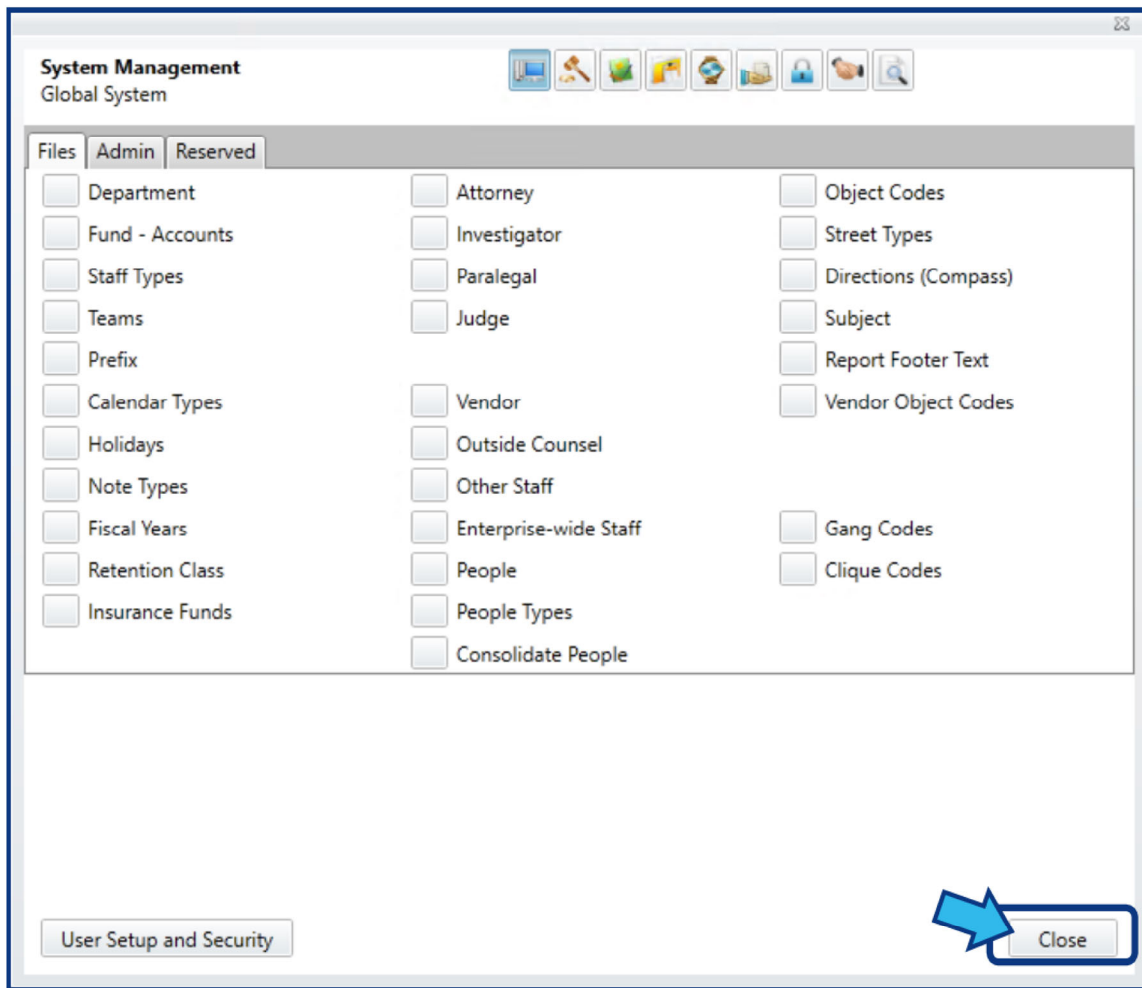 System Management
Global System
Files Admin Reserved
Department Attorney Object Codes
Fund - Accounts Investigator Street Types
Staff Types Paralegal Directions (Compass)
Teams Judge Subject
Prefix Report Footer Text
Calendar Types Vendor Vendor Object Codes
Holidays Outside Counsel
Note Types Other Staff
Fiscal Years Enterprise-wide Staff Gang Codes
Retention Class People Clique Codes
Insurance Funds People Types
Consolidate People
User Setup and Security Close